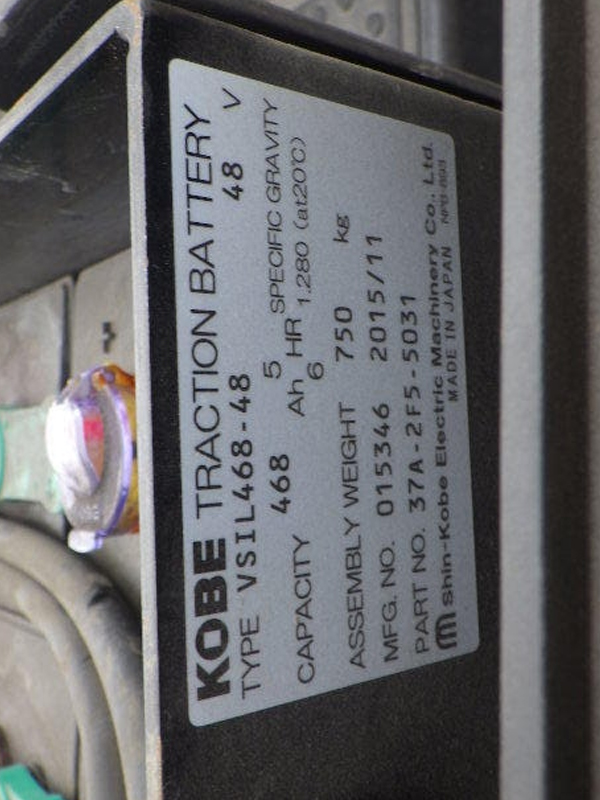 KOBE TRACTION BATTERY
TYPE VSIL468-48 48 V
CAPACITY 468 Ah 5 HR SPECIFIC GRAVITY
6 1.280 (at20℃)
ASSEMBLY WEIGHT 750 kg
MFG. NO. 015346 2015/11
PART NO. 37A-2F5-5031
Shin-Kobe Electric Machinery Co., Ltd.
MADE IN JAPAN